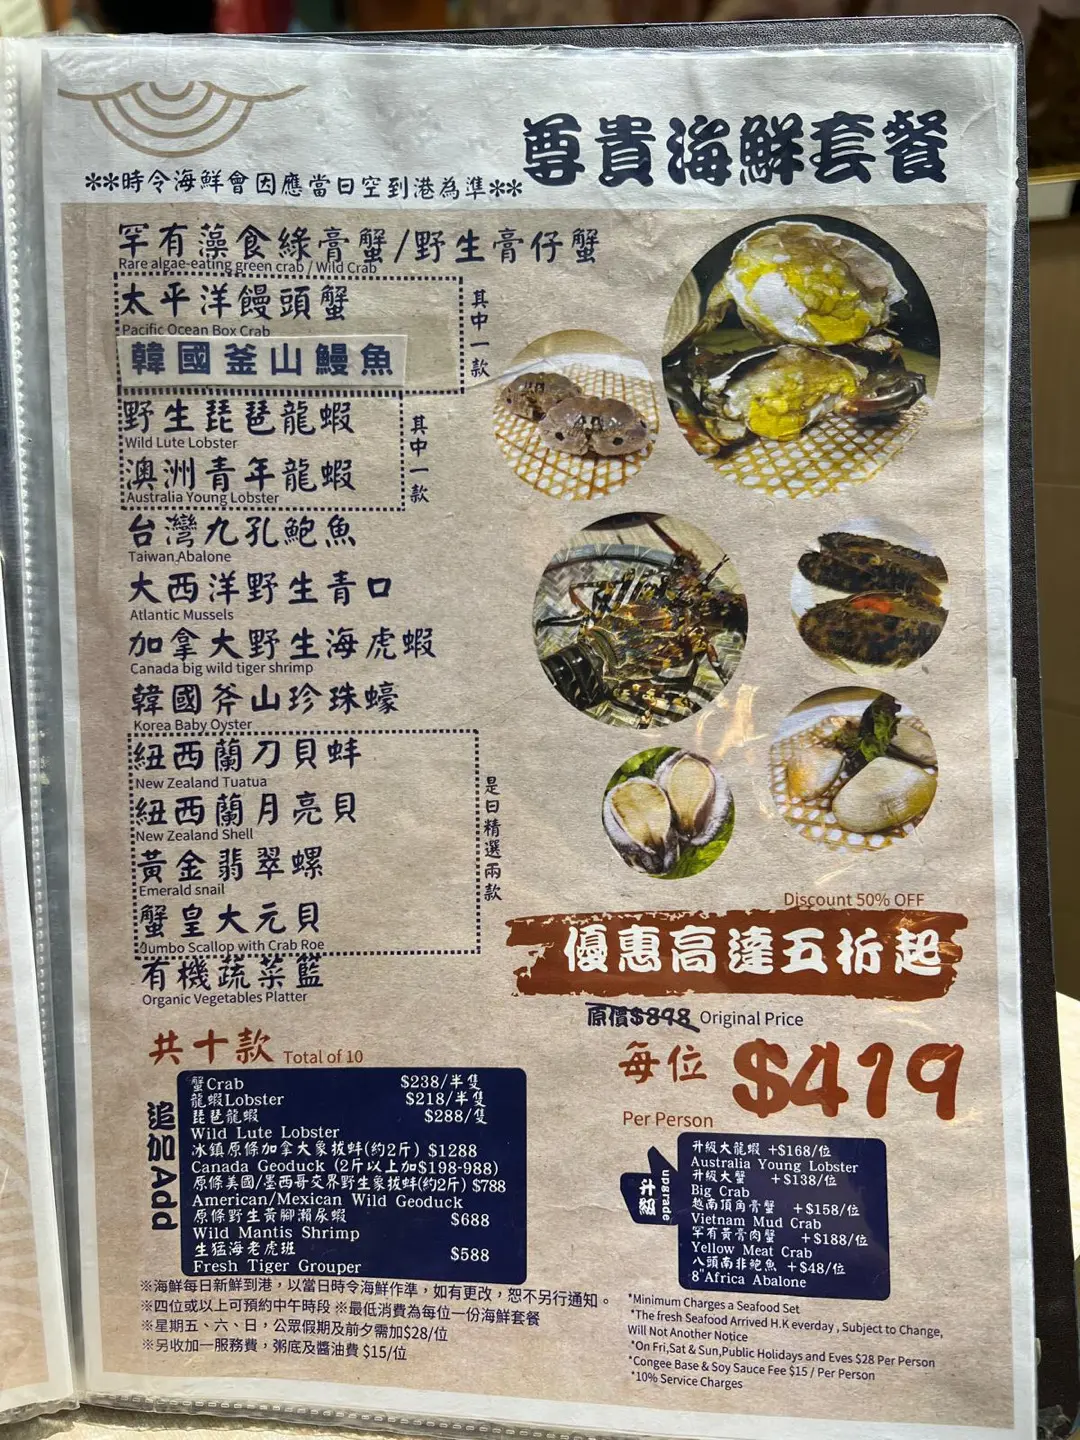 尊貴海鮮套餐
**時令海鮮會因應當日空到港為準**
罕有藻食綠膏蟹/野生膏仔蟹
Rare algae-eating green crab / Wild Crab
太平洋饅頭蟹
Pacific Ocean Box Crab
韓國釜山鰻魚
其中一款
野生琵琶龍蝦
Wild Lute Lobster
澳洲青年龍蝦
Australia Young Lobster
其中一款
台灣九孔鮑魚
Taiwan Abalone
大西洋野生青口
Atlantic Mussels
加拿大野生海虎蝦
Canada big wild tiger shrimp
韓國斧山珍珠蠔
Korea Baby Oyster
紐西蘭刀貝蚌
New Zealand Tuatua
紐西蘭月亮貝
New Zealand Shell
黃金翡翠螺
Emerald snail
蟹皇大元貝
Jumbo Scallop with Crab Roe
是日精選兩款
有機蔬菜籃
Organic Vegetables Platter
共十款 Total of 10
Discount 50% OFF
優惠高達五折起
原價$898 Original Price
每位 $419
Per Person
追加Add
蟹Crab $238/半隻
龍蝦Lobster $218/半隻
琵琶龍蝦 $288/隻
Wild Lute Lobster
冰鎮原條加拿大象拔蚌(約2斤) $1288
Canada Geoduck (2斤以上加$198-988)
原條美國/墨西哥交界野生象拔蚌(約2斤) $788
American/Mexican Wild Geoduck
原條野生黃腳瀨尿蝦 $688
Wild Mantis Shrimp
生猛海老虎班 $588
Fresh Tiger Grouper
升級 upgrade
升級大龍蝦 +$168/位
Australia Young Lobster
升級大蟹 +$138/位
Big Crab
越南頂角膏蟹 +$158/位
Vietnam Mud Crab
罕有黃膏肉蟹 +$188/位
Yellow Meat Crab
八頭南非鮑魚 +$48/位
8"Africa Abalone
※海鮮每日新鮮到港，以當日時令海鮮作準，如有更改，恕不另行通知。
※四位或以上可預約中午時段 ※最低消費為每位一份海鮮套餐
※星期五、六、日，公眾假期及前夕需加$28/位
※另收加一服務費，粥底及醬油費 $15/位
*Minimum Charges a Seafood Set
*The fresh Seafood Arrived H.K everday , Subject to Change,
Will Not Another Notice
*On Fri,Sat & Sun,Public Holidays and Eves $28 Per Person
*Congee Base & Soy Sauce Fee $15 / Per Person
*10% Service Charges